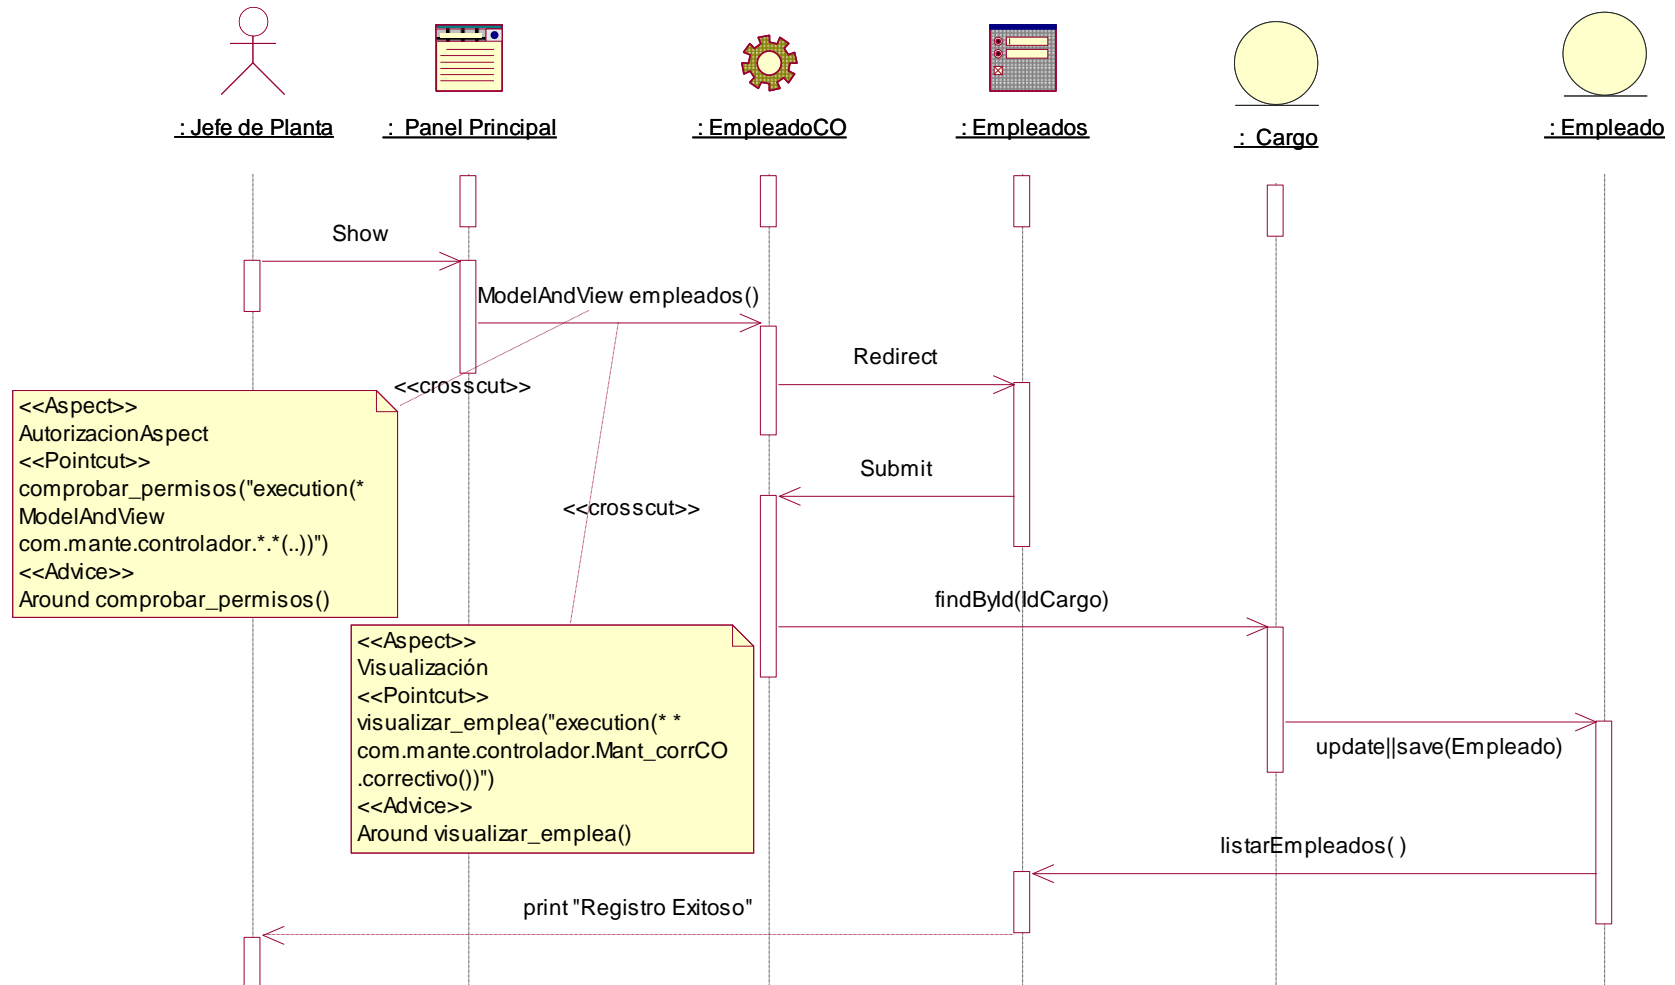 : Jefe de Planta
: Panel Principal
: EmpleadoCO
: Empleados
: Cargo
: Empleado
Show
ModelAndView empleados()
Redirect
<<crosscut>>
<<Aspect>>
AutorizacionAspect
<<Pointcut>>
comprobar_permisos("execution(*
ModelAndView
com.mante.controlador.*.*(..))")
<<Advice>>
Around comprobar_permisos()
Submit
<<crosscut>>
findById(IdCargo)
<<Aspect>>
Visualización
<<Pointcut>>
visualizar_emplea("execution(* *
com.mante.controlador.Mant_corrCO
.correctivo())")
<<Advice>>
Around visualizar_emplea()
update||save(Empleado)
listarEmpleados( )
print "Registro Exitoso"